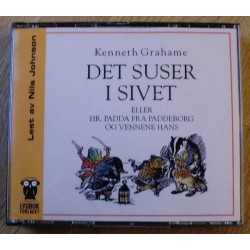 Kenneth Grahame
DET SUSER
I SIVET
ELLER
HR. PADDA FRA PADDEBORG
OG VENNENE HANS
Lest av Nils Johnson
LYDBOK
FORLAGET